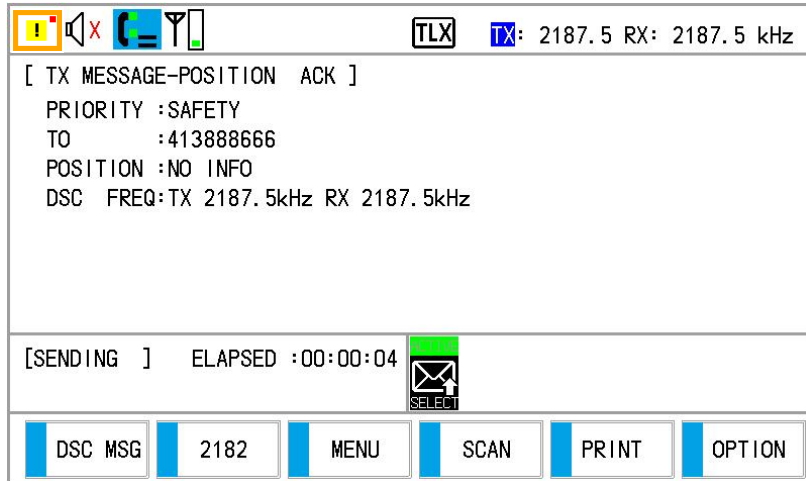 ! X TLX TX: 2187.5 RX: 2187.5 kHz
[ TX MESSAGE-POSITION ACK ]
PRIORITY :SAFETY
TO :413888666
POSITION :NO INFO
DSC FREQ:TX 2187.5kHz RX 2187.5kHz
ACTIVE
[SENDING ] ELAPSED :00:00:04
SELECT
DSC MSG 2182 MENU SCAN PRINT OPTION